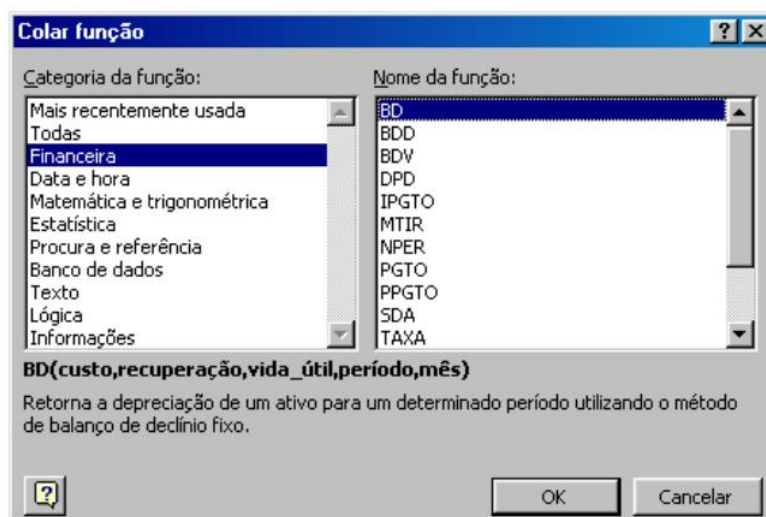 Colar função
Categoria da função:
Mais recentemente usada
Todas
Financeira
Data e hora
Matemática e trigonométrica
Estatística
Procura e referência
Banco de dados
Texto
Lógica
Informações
Nome da função:
BD
BDD
BDV
DPD
IPGTO
MTIR
NPER
PGTO
PPGTO
SDA
TAXA
BD(custo,recuperação,vida_útil,período,mês)
Retorna a depreciação de um ativo para um determinado período utilizando o método
de balanço de declínio fixo.
OK
Cancelar